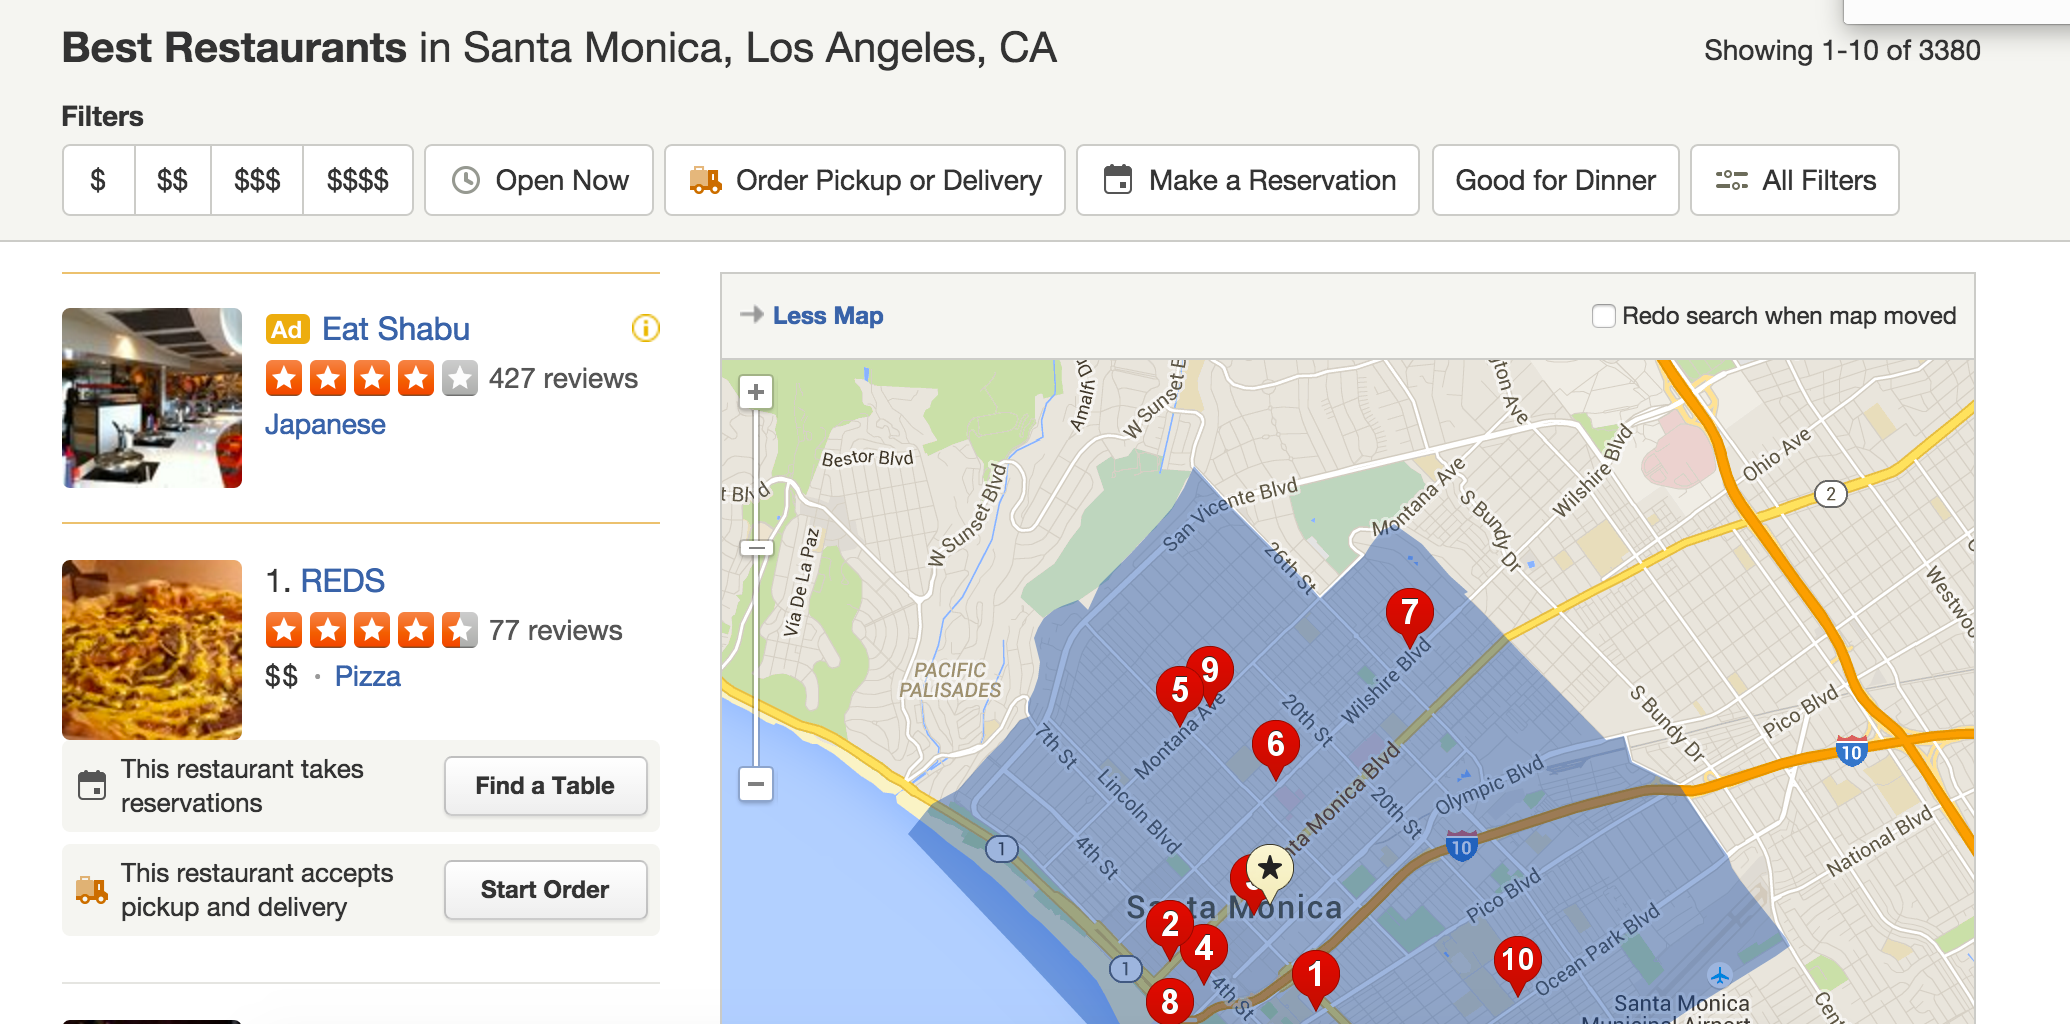 Best Restaurants in Santa Monica, Los Angeles, CA
Showing 1-10 of 3380
Filters
$
$$
$$$
$$$$
Open Now
Order Pickup or Delivery
Make a Reservation
Good for Dinner
All Filters
Ad Eat Shabu
427 reviews
Japanese
1. REDS
77 reviews
$$ · Pizza
This restaurant takes
reservations
Find a Table
This restaurant accepts
pickup and delivery
Start Order
Less Map
Redo search when map moved
Amalfi Dr
W Sunset B
ton Ave
Bestor Blvd
t Blvd
W Sunset Blvd
Via De La Paz
San Vicente Blvd
Montana Ave
S Bundy Dr
Wilshire Blvd
Ohio Ave
2
26th St
Westwoo
7
PACIFIC
PALISADES
9
5
Montana Ave
Wilshire Blvd
20th St
6
7th St
S Bundy Dr
Pico Blvd
10
Lincoln Blvd
nta Monica Blvd
20th St
Olympic Blvd
10
1
4th St
National Blvd
Santa Monica
Pico Blvd
2
4
Ocean Park Blvd
1
4th St
1
10
8
Santa Monica
Municipal Airport
Cent